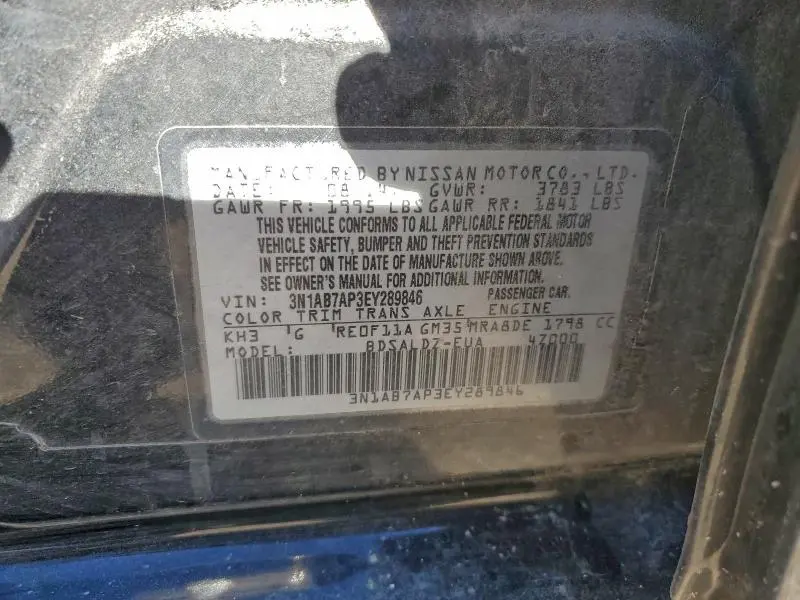 MANUFACTURED BY NISSAN MOTOR CO., LTD.
DATE: 08 GVWR: 3783 LBS
GAWR FR: 1995 LBS GAWR RR: 1841 LBS
THIS VEHICLE CONFORMS TO ALL APPLICABLE FEDERAL MOTOR
VEHICLE SAFETY, BUMPER AND THEFT PREVENTION STANDARDS
IN EFFECT ON THE DATE OF MANUFACTURE SHOWN ABOVE.
SEE OWNER'S MANUAL FOR ADDITIONAL INFORMATION.
VIN: 3N1AB7AP3EY289846 PASSENGER CAR.
COLOR TRIM TRANS AXLE ENGINE
KH3 G RE0F11A GM35 MRA8DE 1798 CC
MODEL: BDSALDZ-EUA 47000
3N1AB7AP3EY289846